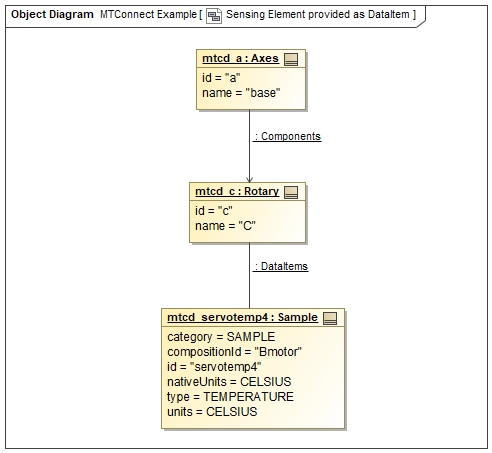 Object Diagram MTConnect Example [ Sensing Element provided as DataItem ]
mtcd_a : Axes
id = "a"
name = "base"
: Components
mtcd_c : Rotary
id = "c"
name = "C"
: DataItems
mtcd_servotemp4 : Sample
category = SAMPLE
compositionId = "Bmotor"
id = "servotemp4"
nativeUnits = CELSIUS
type = TEMPERATURE
units = CELSIUS